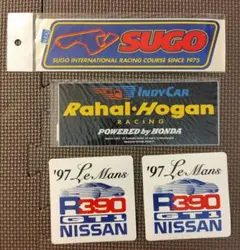 SUGO
SUGO INTERNATIONAL RACING COURSE SINCE 1975
INDYCAR
Rahal·Hogan
RACING
POWERED by HONDA
'97 Le Mans
R390
GT1
NISSAN
'97 Le Mans
R390
GT1
NISSAN